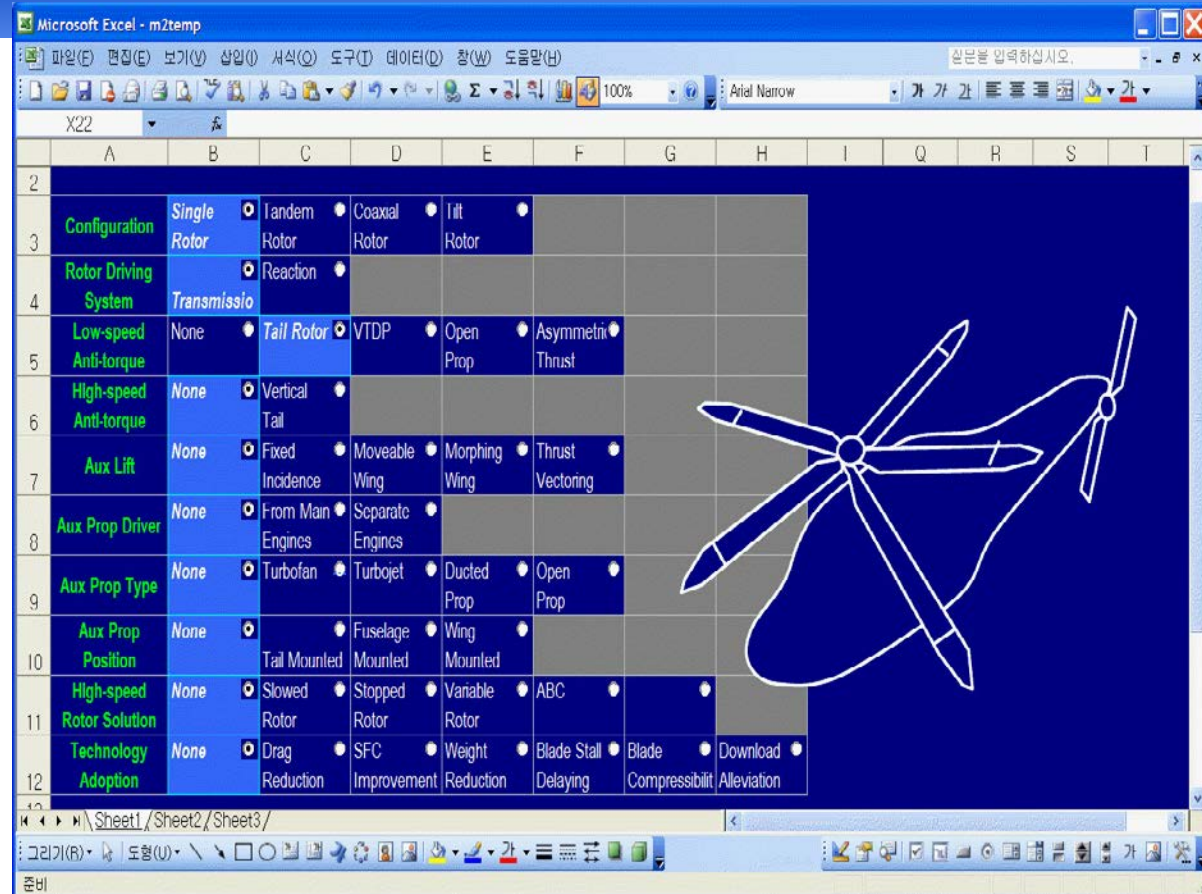 Microsoft Excel - m2temp
파일(F) 편집(E) 보기(V) 삽입(I) 서식(O) 도구(T) 데이터(D) 창(W) 도움말(H) 질문을 입력하십시오.
100% Arial Narrow 가 가 가 가
X22 fx
A B C D E F G H I Q R S T
2
3 Configuration Single Rotor Tandem Rotor Coaxial Rotor Tilt Rotor
4 Rotor Driving System Transmissio Reaction
5 Low-speed Anti-torque None Tail Rotor VTDP Open Prop Asymmetric Thrust
6 High-speed Anti-torque None Vertical Tail
7 Aux Lift None Fixed Incidence Moveable Wing Morphing Wing Thrust Vectoring
8 Aux Prop Driver None From Main Engines Separate Engines
9 Aux Prop Type None Turbofan Turbojet Ducted Prop Open Prop
10 Aux Prop Position None Tail Mounted Fuselage Mounted Wing Mounted
11 High-speed Rotor Solution None Slowed Rotor Stopped Rotor Variable Rotor ABC
12 Technology Adoption None Drag Reduction SFC Improvement Weight Reduction Blade Stall Delaying Blade Compressibilit Download Alleviation
Sheet1 Sheet2 Sheet3
그리기(R) 도형(U) 가 가
준비